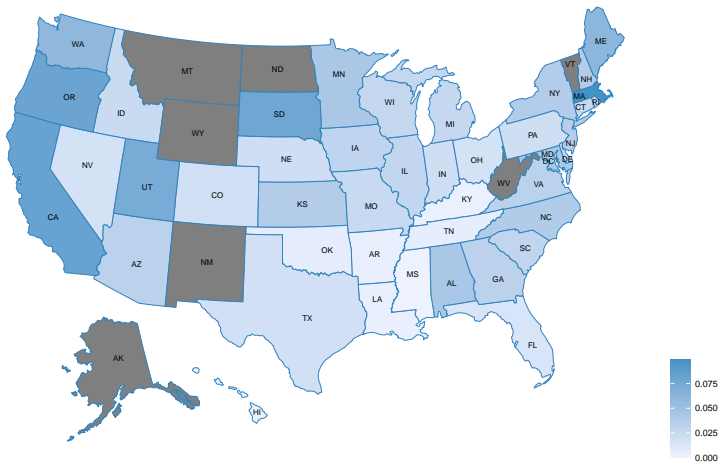 WA
ME
MT
ND
VT
MN
NH
OR
NY
MA
WI
ID
SD
CT
RI
MI
WY
PA
NJ
IA
MD
OH
DE
NE
DC
NV
IL
IN
UT
WV
VA
CO
KY
KS
MO
CA
NC
TN
SC
OK
AR
AZ
NM
MS
AL
GA
LA
TX
FL
AK
0.075
0.050
HI
0.025
0.000